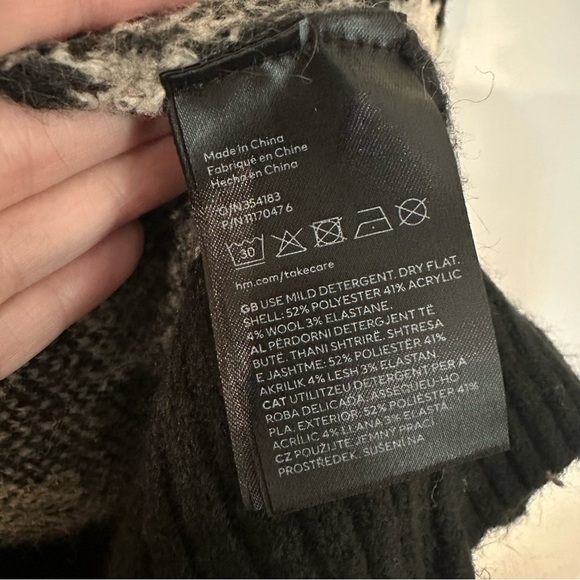 Made in China
Fabriqué en Chine
Hecho en China
O/N354183
P/N1117047 6
30
hm.com/takecare
GB USE MILD DETERGENT. DRY FLAT.
SHELL: 52% POLYESTER 41% ACRYLIC
4% WOOL 3% ELASTANE.
AL PËRDORNI DETERGJENT TË
BUTË. THANI SHTRIRË. SHTRESA
E JASHTME: 52% POLIESTËR 41%
AKRILIK 4% LESH 3% ELASTAN
CAT UTILITZEU DETERGENT PER A
ROBA DELICADA. ASSEQUEU-HO
PLA. EXTERIOR: 52% POLIÈSTER 41%
ACRÍLIC 4% LLANA 3% ELASTÀ
CZ POUŽIJTE JEMNÝ PRACÍ
PROSTŘEDEK. SUŠENÍ NA